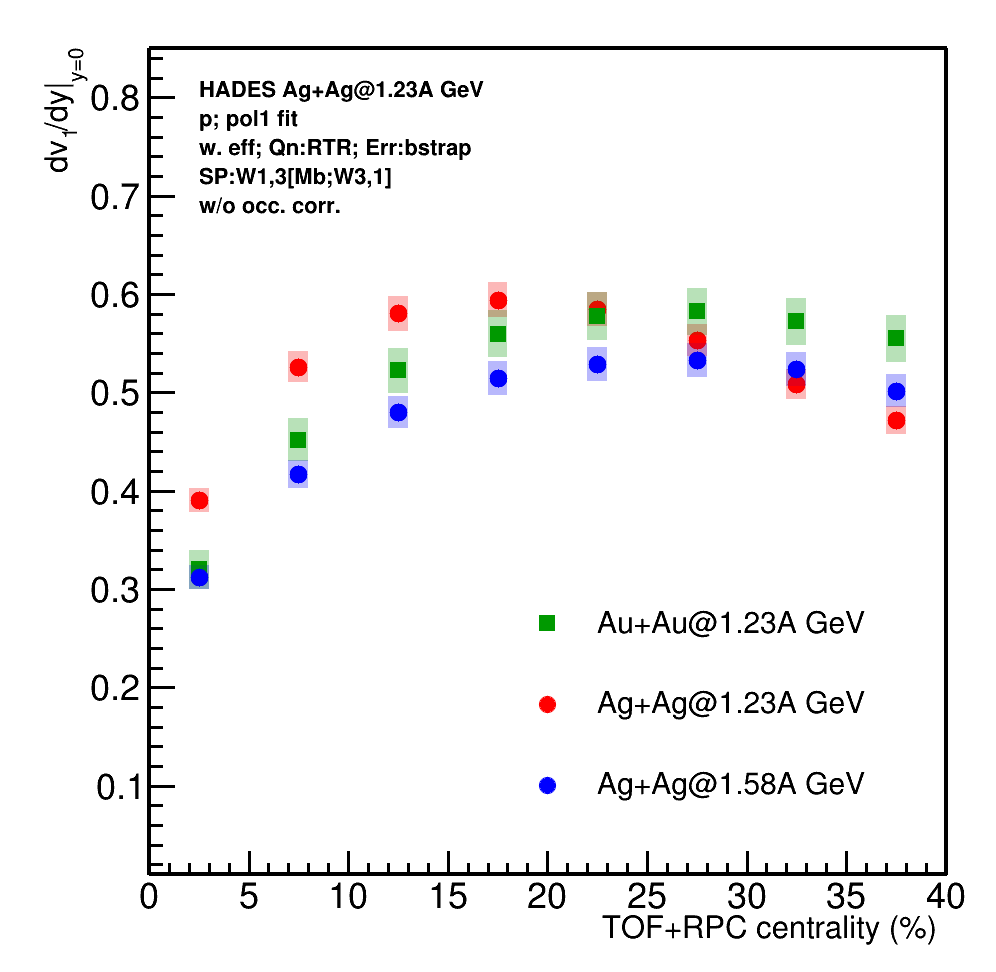 dv1/dy|y=0
HADES Ag+Ag@1.23A GeV
p; pol1 fit
w. eff; Qn:RTR; Err:bstrap
SP:W1,3[Mb;W3,1]
w/o occ. corr.
0.8
0.7
0.6
0.5
0.4
0.3
0.2
0.1
Au+Au@1.23A GeV
Ag+Ag@1.23A GeV
Ag+Ag@1.58A GeV
0 5 10 15 20 25 30 35 40
TOF+RPC centrality (%)